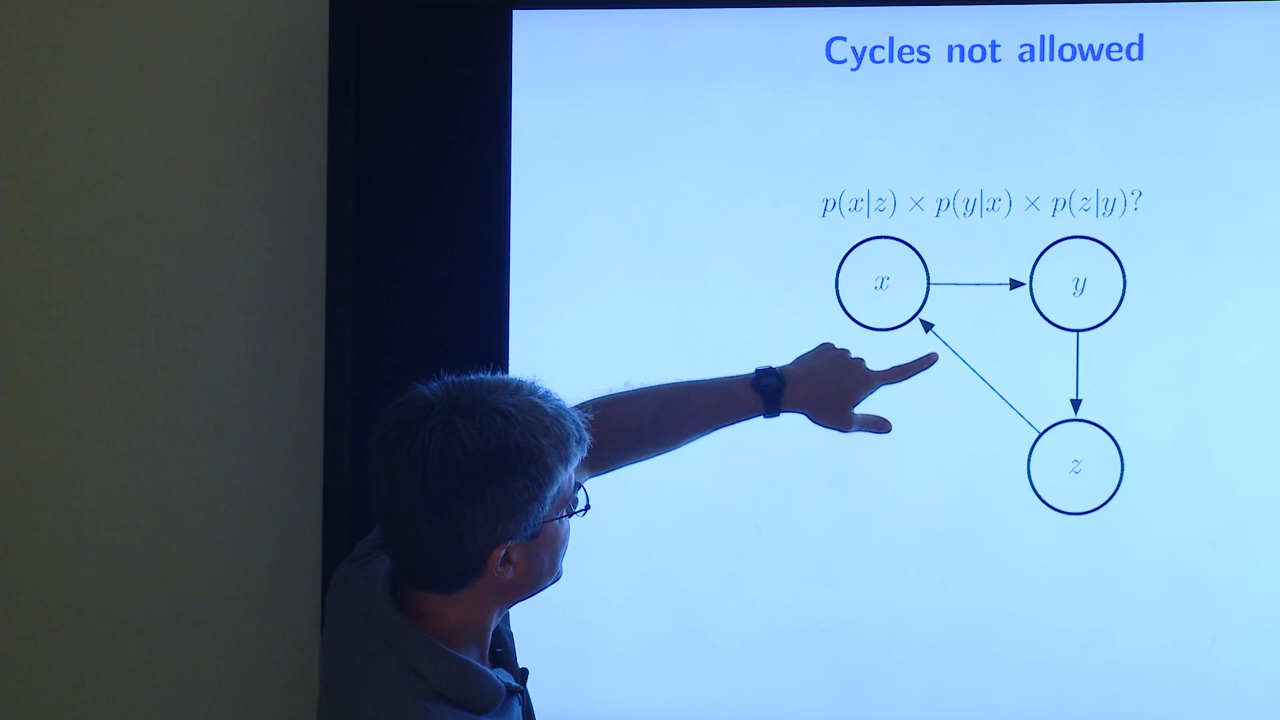 Cycles not allowed
p(x|z) × p(y|x) × p(z|y)?
x
y
z